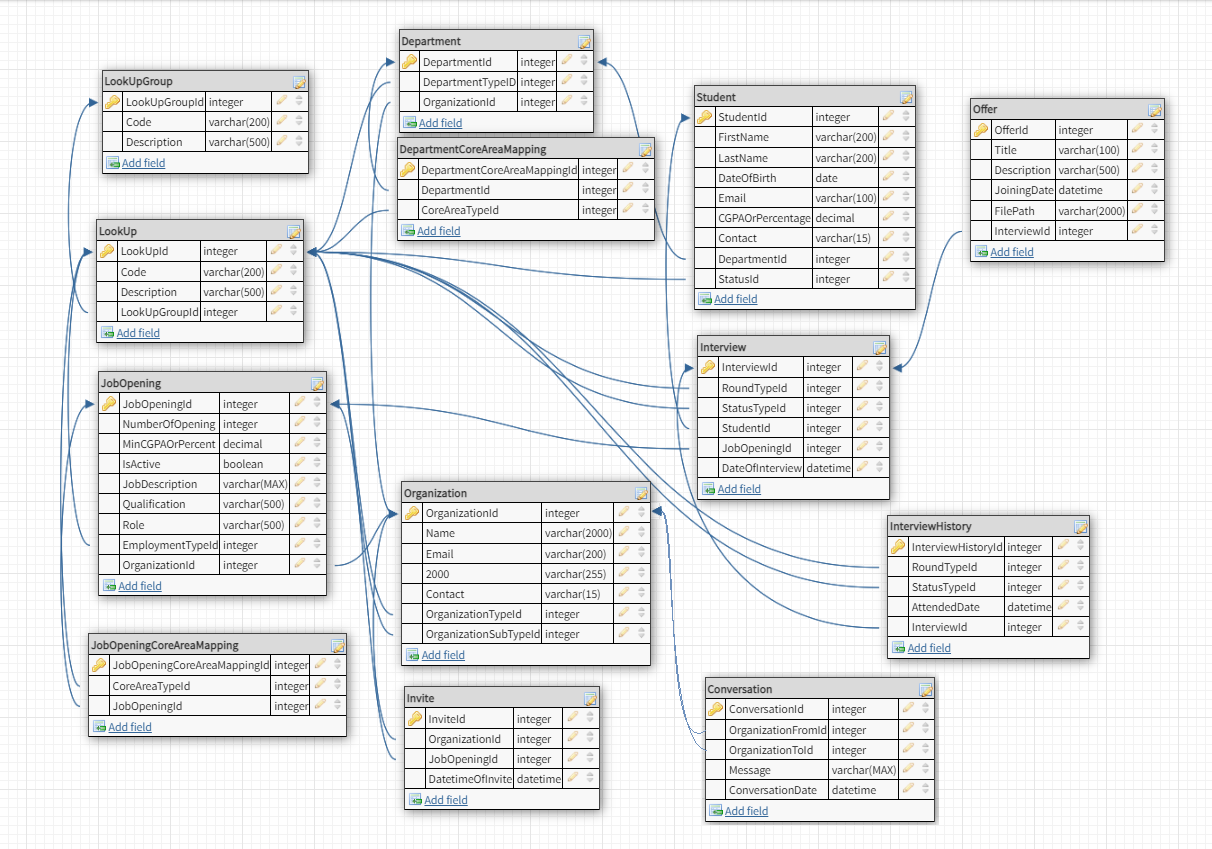 LookUpGroup
LookUpGroupId integer
Code varchar(200)
Description varchar(500)
Add field
LookUp
LookUpId integer
Code varchar(200)
Description varchar(500)
LookUpGroupId integer
Add field
JobOpening
JobOpeningId integer
NumberOfOpening integer
MinCGPAOrPercent decimal
IsActive boolean
JobDescription varchar(MAX)
Qualification varchar(500)
Role varchar(500)
EmploymentTypeId integer
OrganizationId integer
Add field
JobOpeningCoreAreaMapping
JobOpeningCoreAreaMappingId integer
CoreAreaTypeId integer
JobOpeningId integer
Add field
Department
DepartmentId integer
DepartmentTypeID integer
OrganizationId integer
Add field
DepartmentCoreAreaMapping
DepartmentCoreAreaMappingId integer
DepartmentId integer
CoreAreaTypeId integer
Add field
Organization
OrganizationId integer
Name varchar(2000)
Email varchar(200)
2000 varchar(255)
Contact varchar(15)
OrganizationTypeId integer
OrganizationSubTypeId integer
Add field
Invite
InviteId integer
OrganizationId integer
JobOpeningId integer
DatetimeOfInvite datetime
Add field
Student
StudentId integer
FirstName varchar(200)
LastName varchar(200)
DateOfBirth date
Email varchar(100)
CGPAOrPercentage decimal
Contact varchar(15)
DepartmentId integer
StatusId integer
Add field
Interview
InterviewId integer
RoundTypeId integer
StatusTypeId integer
StudentId integer
JobOpeningId integer
DateOfInterview datetime
Add field
Conversation
ConversationId integer
OrganizationFromId integer
OrganizationToId integer
Message varchar(MAX)
ConversationDate datetime
Add field
Offer
OfferId integer
Title varchar(100)
Description varchar(500)
JoiningDate datetime
FilePath varchar(2000)
InterviewId integer
Add field
InterviewHistory
InterviewHistoryId integer
RoundTypeId integer
StatusTypeId integer
AttendedDate datetime
InterviewId integer
Add field